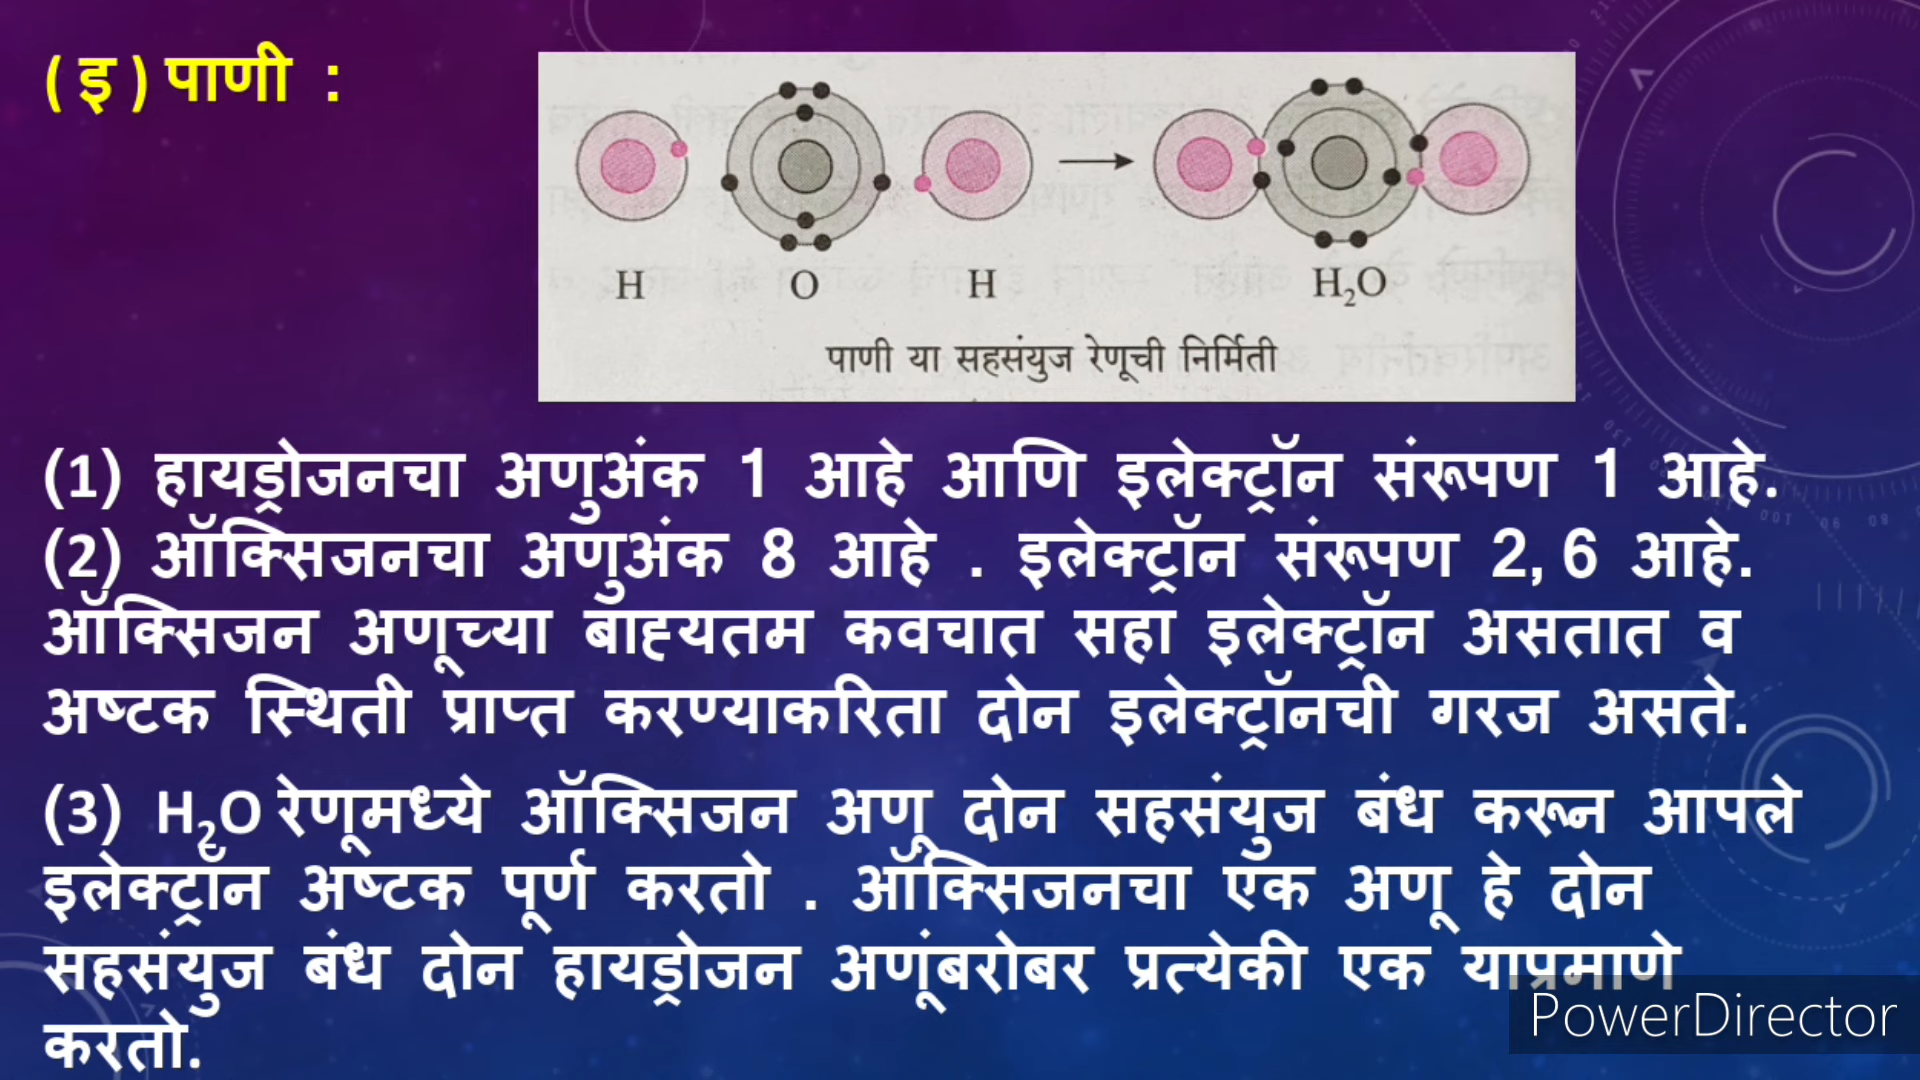 ( इ ) पाणी :
H O H H₂O
पाणी या सहसंयुज रेणूची निर्मिती
(1) हायड्रोजनचा अणुअंक 1 आहे आणि इलेक्ट्रॉन संरूपण 1 आहे.
(2) ऑक्सिजनचा अणुअंक 8 आहे . इलेक्ट्रॉन संरूपण 2, 6 आहे.
ऑक्सिजन अणूच्या बाह्यतम कवचात सहा इलेक्ट्रॉन असतात व
अष्टक स्थिती प्राप्त करण्याकरिता दोन इलेक्ट्रॉनची गरज असते.
(3) H₂O रेणूमध्ये ऑक्सिजन अणू दोन सहसंयुज बंध करून आपले
इलेक्ट्रॉन अष्टक पूर्ण करतो . ऑक्सिजनचा एक अणू हे दोन
सहसंयुज बंध दोन हायड्रोजन अणूंबरोबर प्रत्येकी एक याप्रमाणे
करतो.
PowerDirector